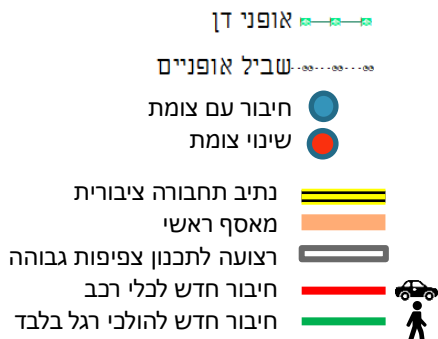 אופני דן
שביל אופניים
חיבור עם צומת
שינוי צומת
נתיב תחבורה ציבורית
מאסף ראשי
רצועה לתכנון צפיפות גבוהה
חיבור חדש לכלי רכב
חיבור חדש להולכי רגל בלבד